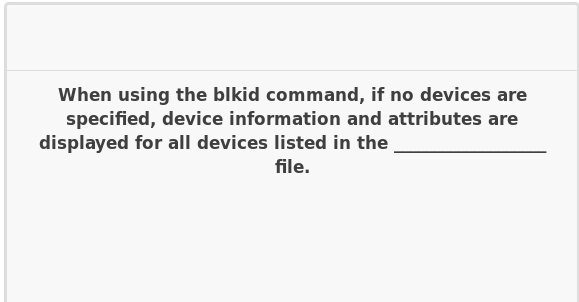 When using the blkid command, if no devices are
specified, device information and attributes are
displayed for all devices listed in the __________________
file.